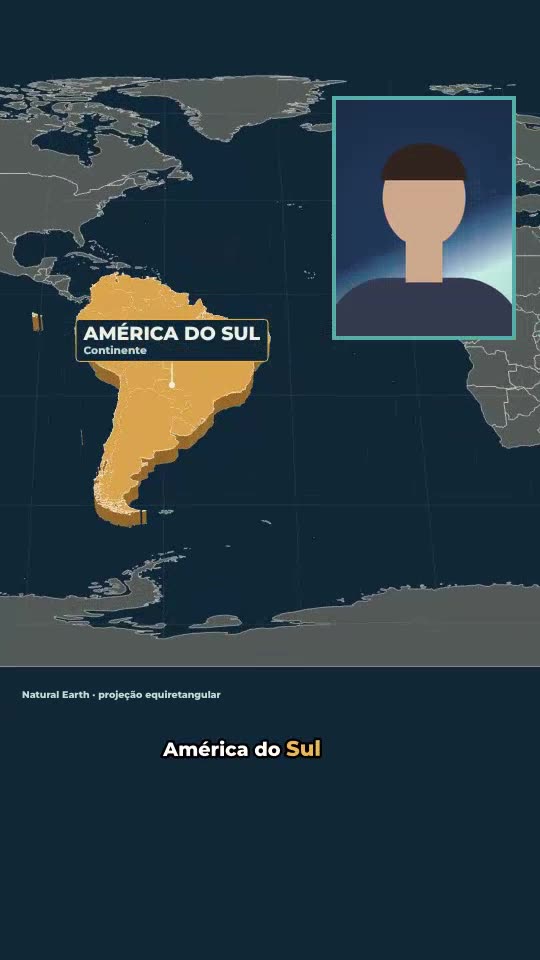 AMÉRICA DO SUL
Continente
Natural Earth · projeção equiretangular
América do Sul